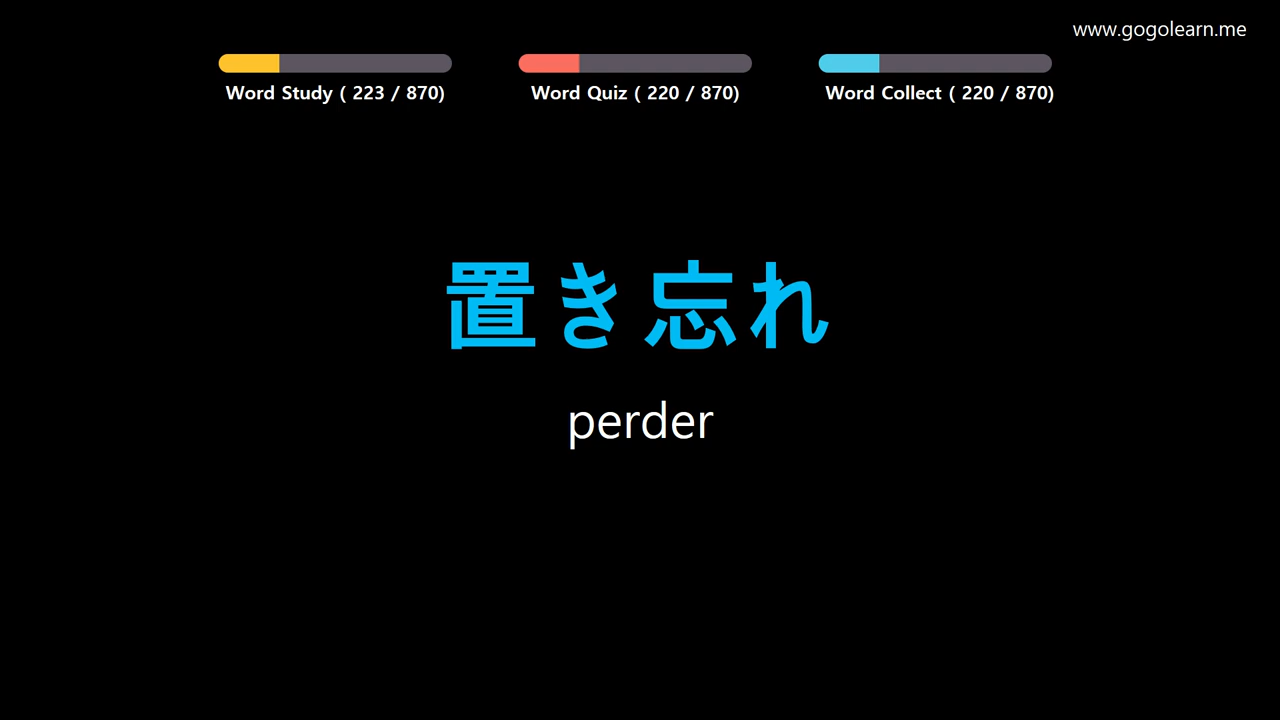 www.gogolearn.me
Word Study ( 223 / 870)
Word Quiz ( 220 / 870)
Word Collect ( 220 / 870)
置き忘れ
perder